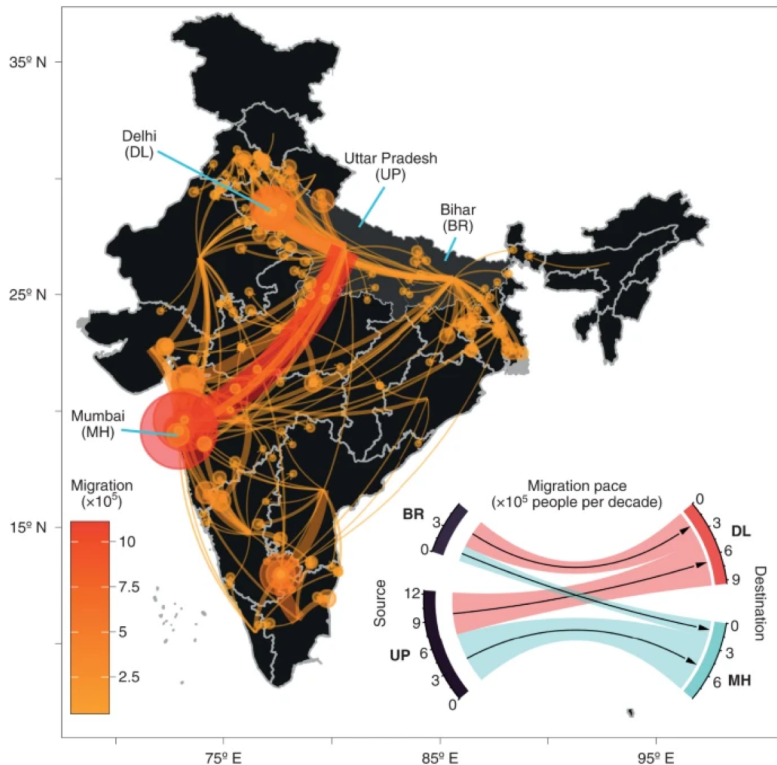 35º N
Delhi
(DL)
Uttar Pradesh
(UP)
Bihar
(BR)
25º N
Mumbai
(MH)
Migration
(×10⁵)
10
7.5
5
2.5
15º N
Migration pace
(×10⁵ people per decade)
BR
3
0
Source
12
9
6
3
0
UP
0
3
6
9
DL
Destination
0
3
6
MH
75º E
85º E
95º E